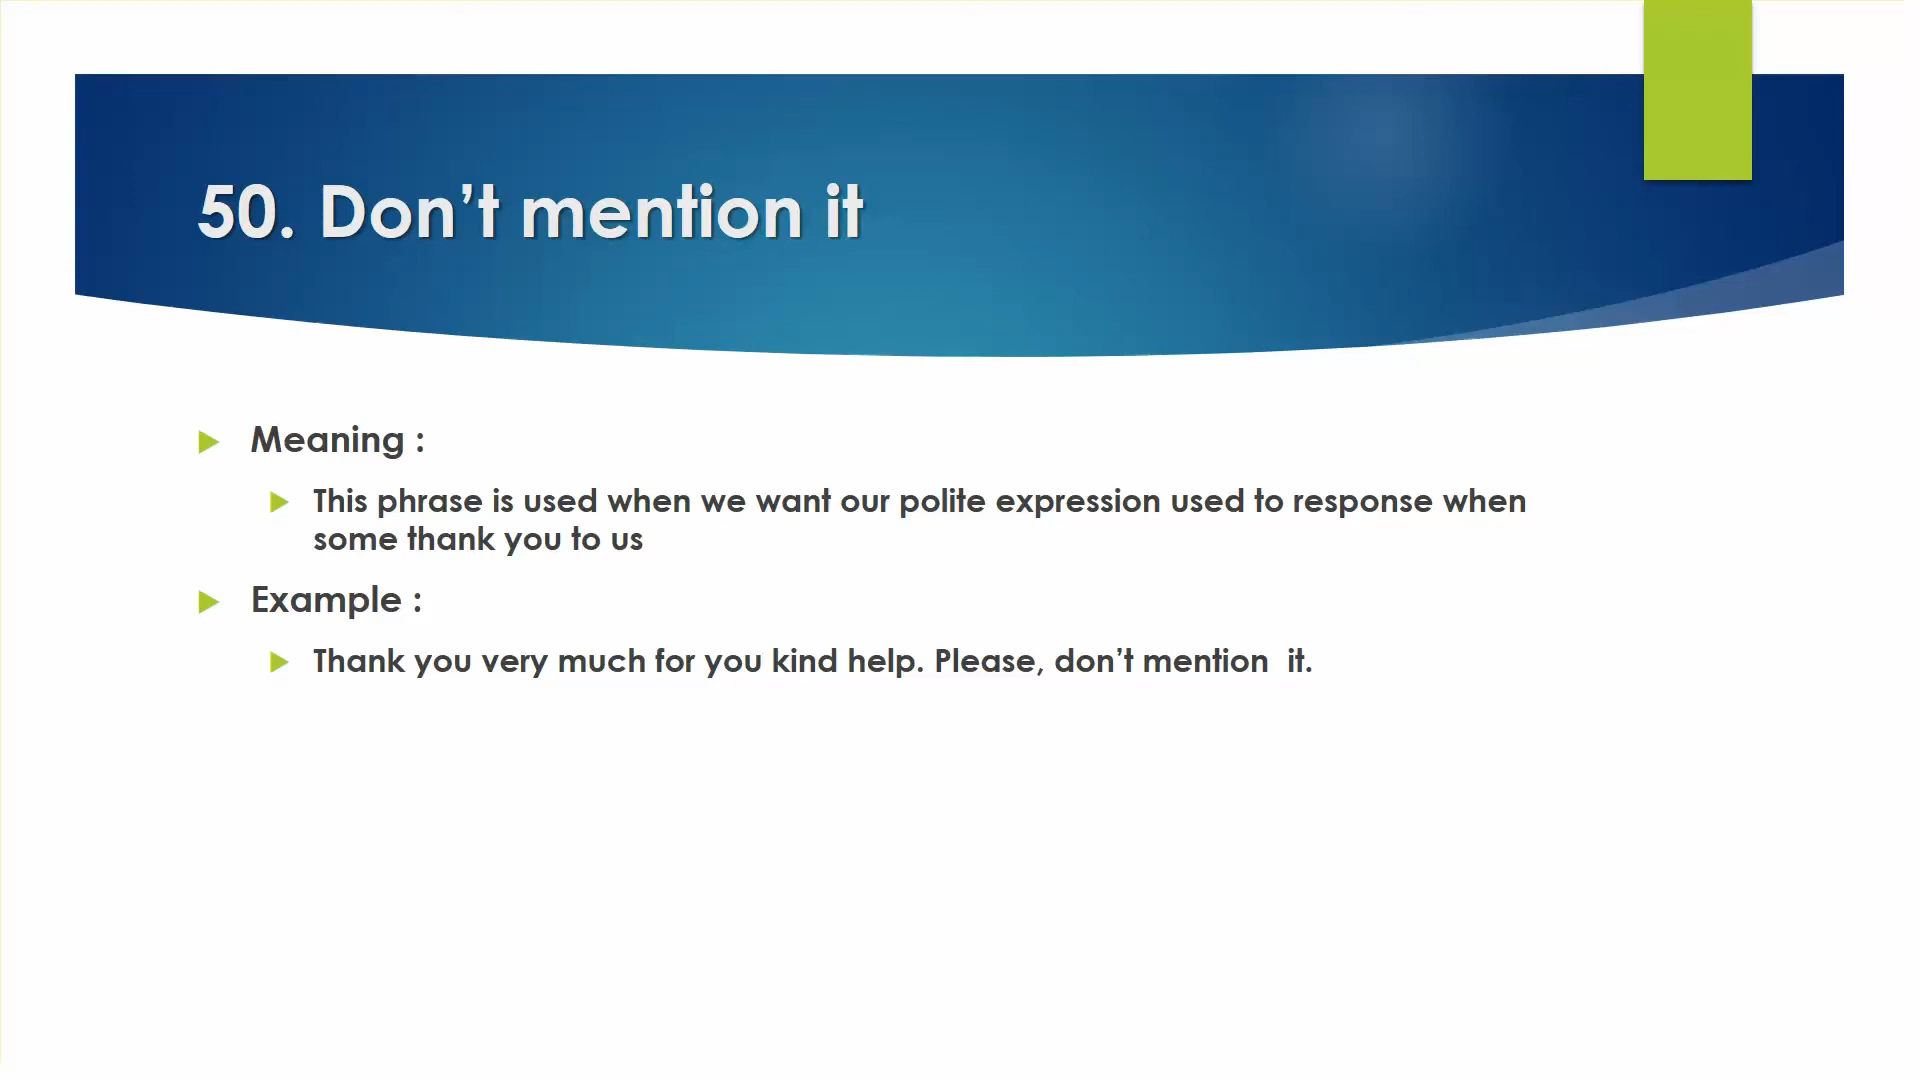 50. Don’t mention it
Meaning :
This phrase is used when we want our polite expression used to response when
some thank you to us
Example :
Thank you very much for you kind help. Please, don’t mention  it.